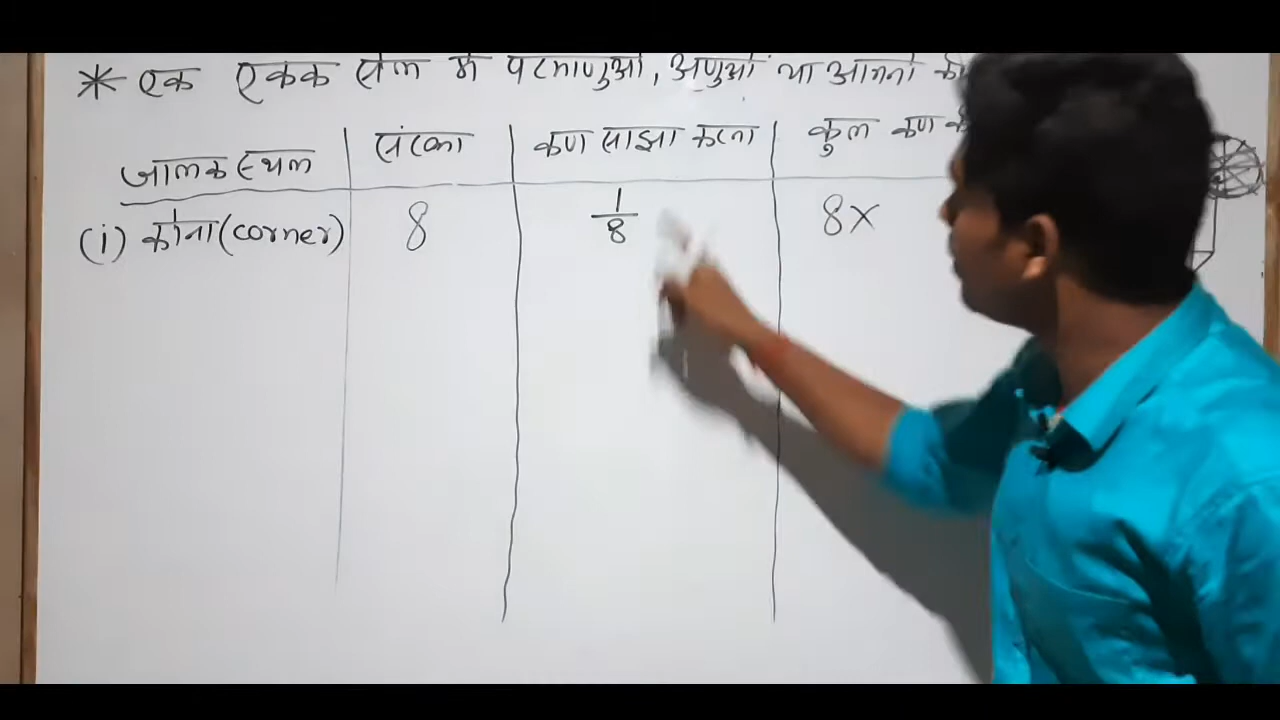 * एक एकक सेल में परमाणुओं, अणुओं या आयनों की
जालक स्थल संख्या कण साझा करना कुल कण
(i) कोना (corner) 8 1/8 8×